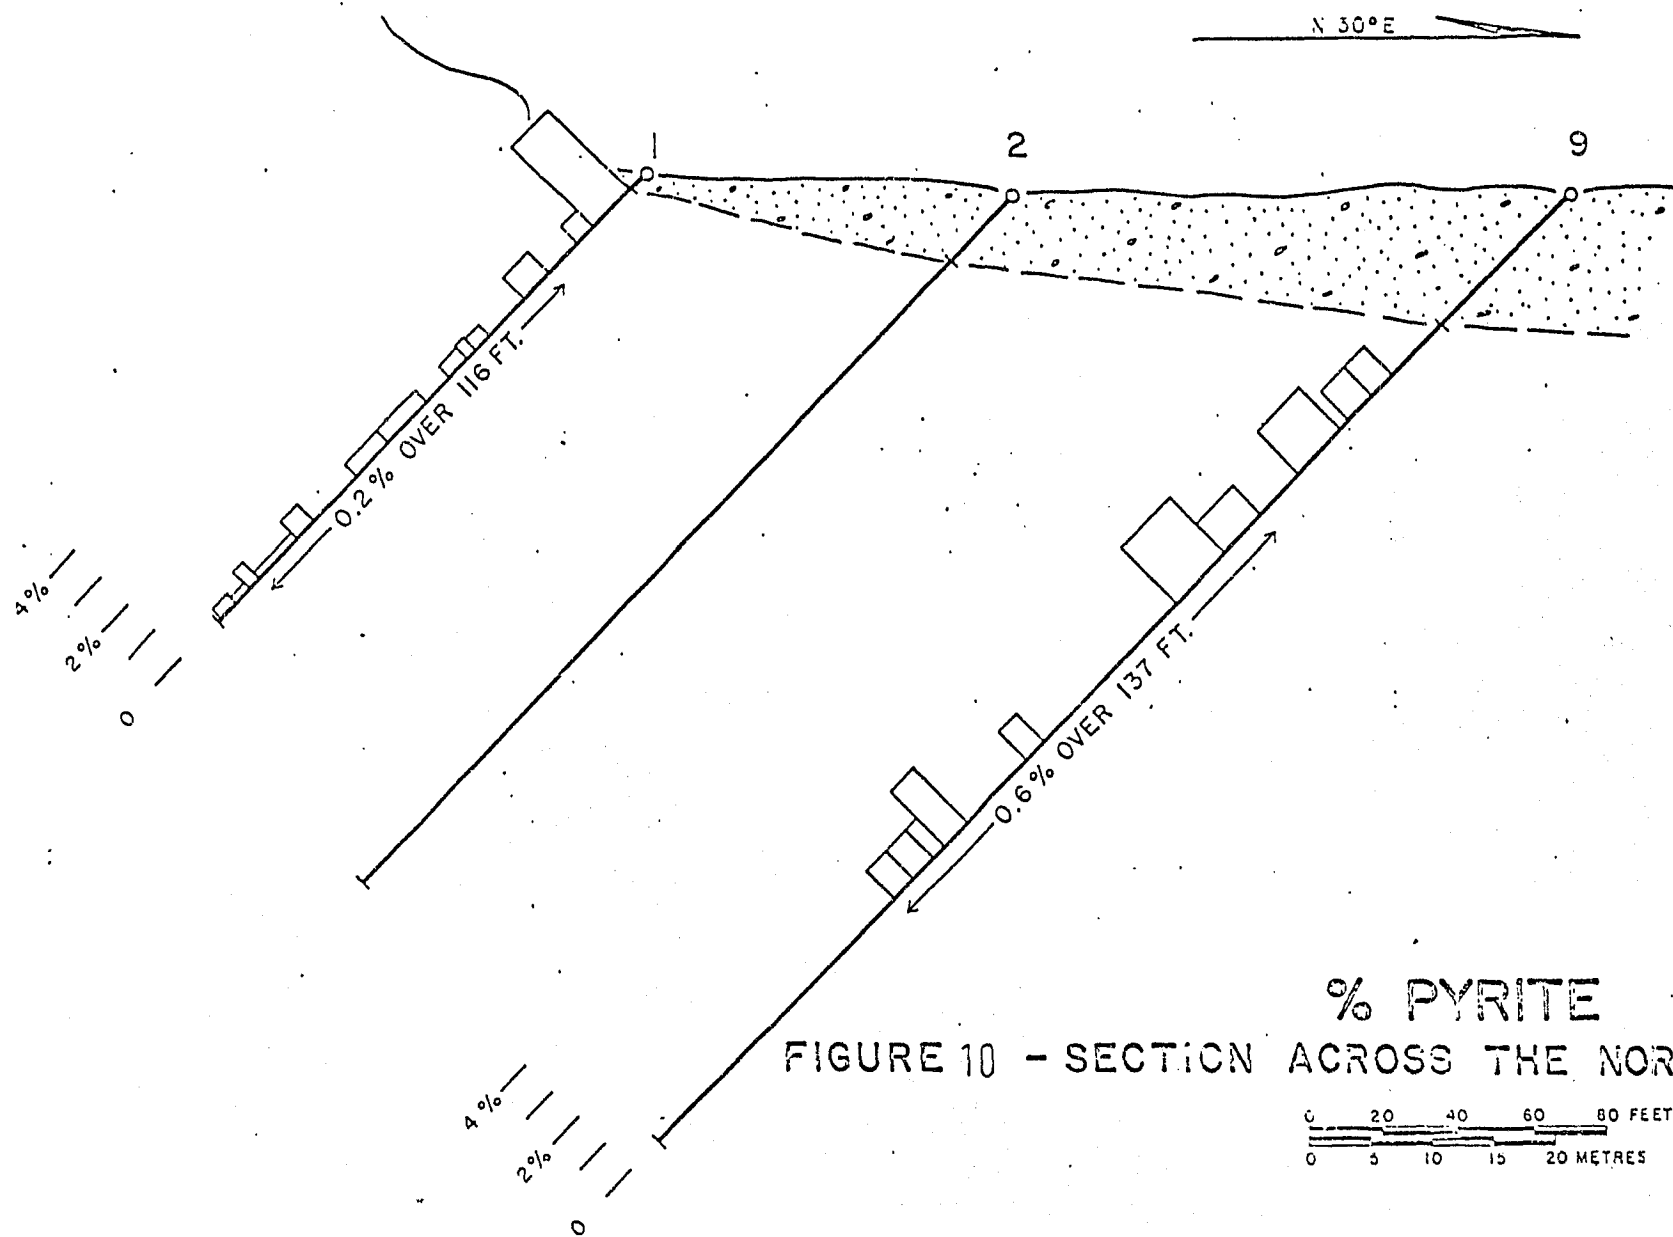 N 30°E
1
2
9
0.2% OVER 116 FT.
4%
2%
0
0.6% OVER 137 FT.
4%
2%
0
% PYRITE
FIGURE 10 - SECTION ACROSS THE NOR
0 20 40 60 80 FEET
0 5 10 15 20 METRES